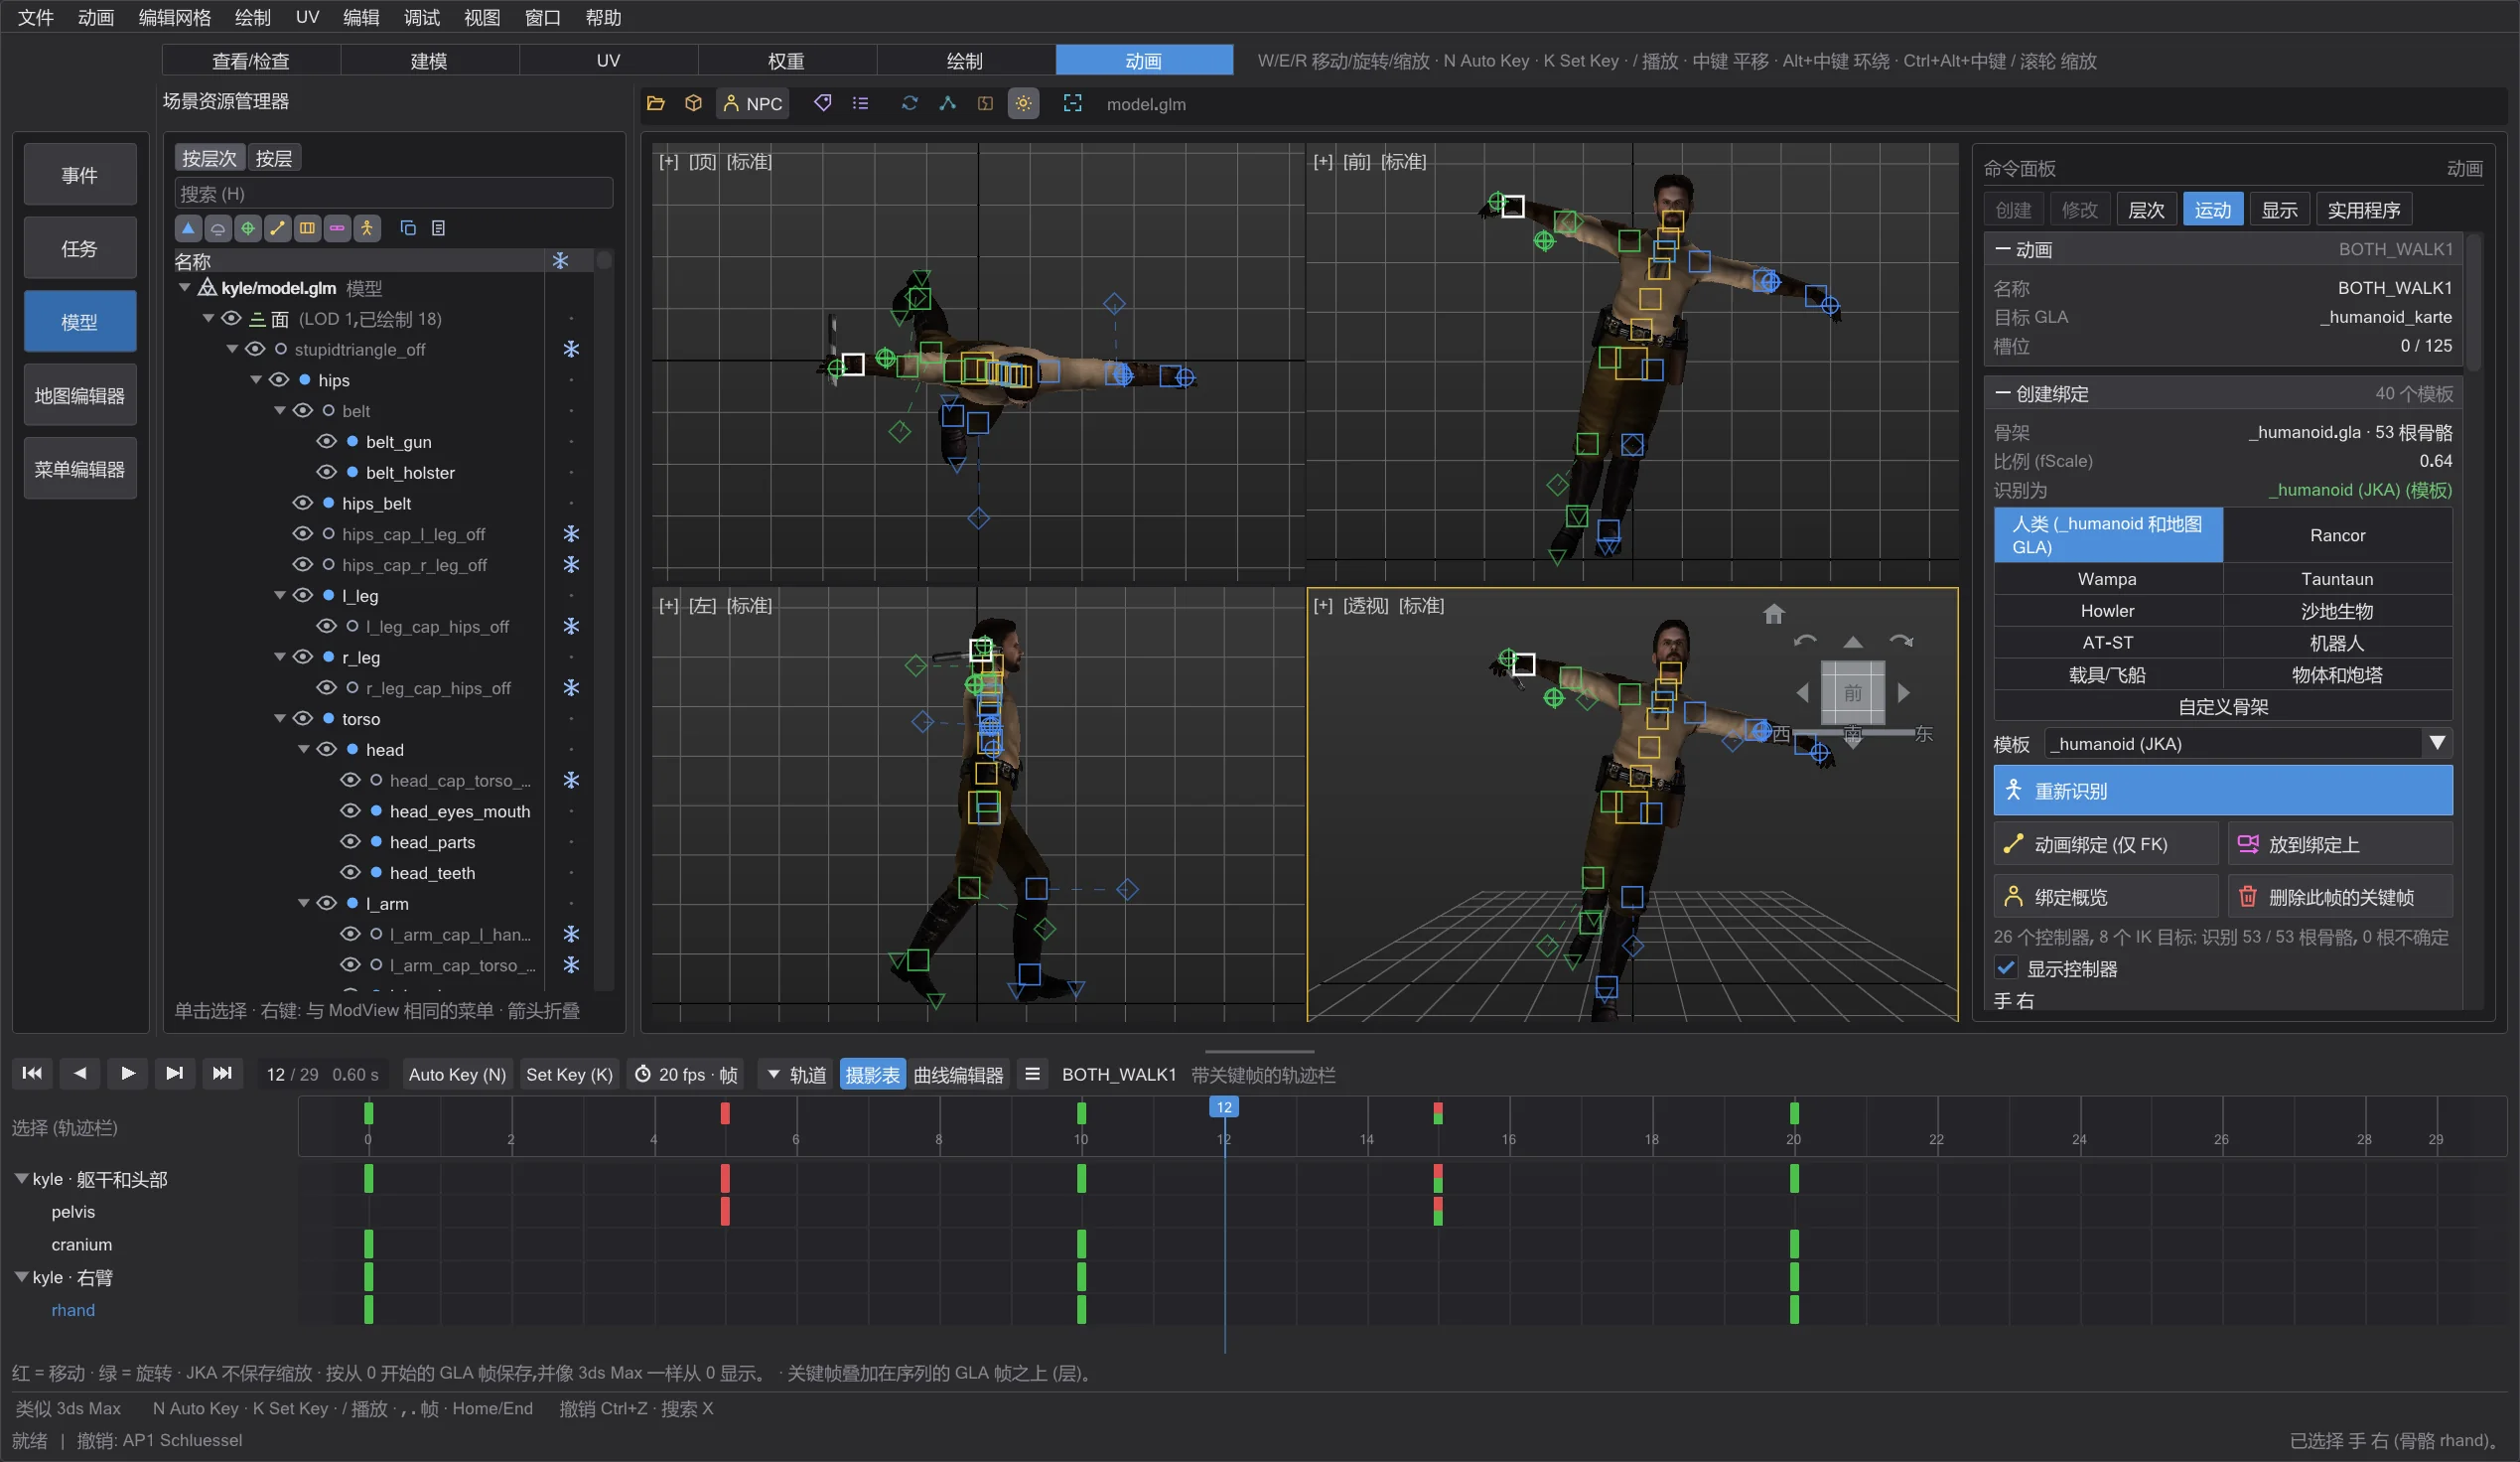 文件 动画 编辑网格 绘制 UV 编辑 调试 视图 窗口 帮助
查看/检查 建模 UV 权重 绘制 动画 W/E/R 移动/旋转/缩放 · N Auto Key · K Set Key · / 播放 · 中键 平移 · Alt+中键 环绕 · Ctrl+Alt+中键 / 滚轮 缩放
场景资源管理器
NPC model.glm
事件
任务
模型
地图编辑器
菜单编辑器
按层次 按层
搜索 (H)
名称
kyle/model.glm 模型
面 (LOD 1,已绘制 18)
stupidtriangle_off
hips
belt
belt_gun
belt_holster
hips_belt
hips_cap_l_leg_off
hips_cap_r_leg_off
l_leg
l_leg_cap_hips_off
r_leg
r_leg_cap_hips_off
torso
head
head_cap_torso_...
head_eyes_mouth
head_parts
head_teeth
l_arm
l_arm_cap_l_han...
l_arm_cap_torso_...
单击选择 · 右键: 与 ModView 相同的菜单 · 箭头折叠
[+] [顶] [标准]
[+] [前] [标准]
[+] [左] [标准]
[+] [透视] [标准]
前
西 南 东
命令面板 动画
创建 修改 层次 运动 显示 实用程序
动画 BOTH_WALK1
名称 BOTH_WALK1
目标 GLA _humanoid_karte
槽位 0 / 125
创建绑定 40 个模板
骨架 _humanoid.gla · 53 根骨骼
比例 (fScale) 0.64
识别为 _humanoid (JKA) (模板)
人类 (_humanoid 和地图
GLA)
Rancor
Wampa Tauntaun
Howler 沙地生物
AT-ST 机器人
载具/飞船 物体和炮塔
自定义骨架
模板 _humanoid (JKA)
重新识别
动画绑定 (仅 FK) 放到绑定上
绑定概览 删除此帧的关键帧
26 个控制器, 8 个 IK 目标; 识别 53 / 53 根骨骼, 0 根不确定
显示控制器
手 右
12 / 29 0.60 s Auto Key (N) Set Key (K) 20 fps · 帧 轨道 摄影表 曲线编辑器 BOTH_WALK1 带关键帧的轨迹栏
12
选择 (轨迹栏)
0 2 4 6 8 10 12 14 16 18 20 22 24 26 28 29
kyle · 躯干和头部
pelvis
cranium
kyle · 右臂
rhand
红 = 移动 · 绿 = 旋转 · JKA 不保存缩放 · 按从 0 开始的 GLA 帧保存,并像 3ds Max 一样从 0 显示。 · 关键帧叠加在序列的 GLA 帧之上 (层)。
类似 3ds Max N Auto Key · K Set Key · / 播放 · , . 帧 · Home/End 撤销 Ctrl+Z · 搜索 X
就绪 | 撤销: AP1 Schluessel
已选择 手 右 (骨骼 rhand)。